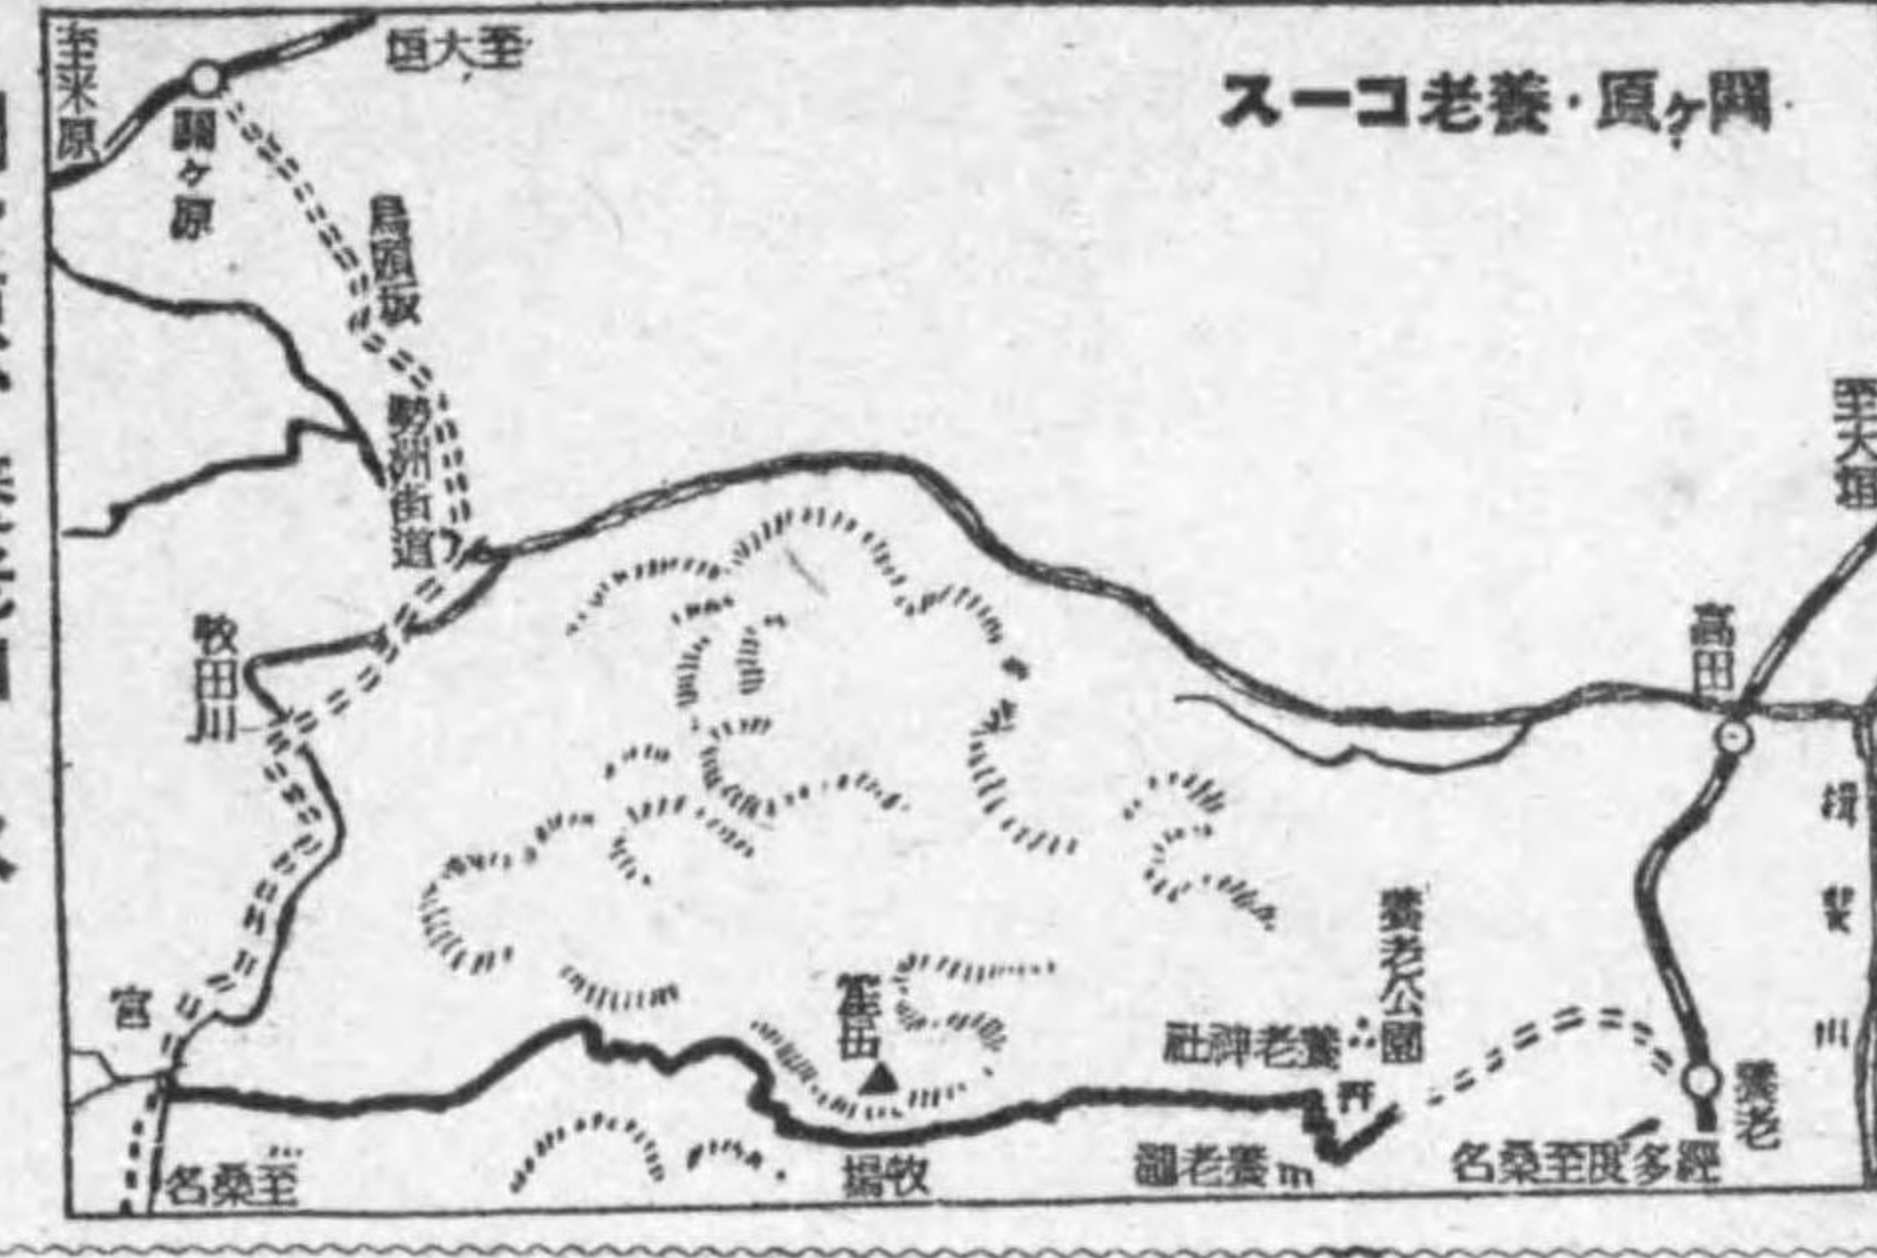 關ヶ原・養老コース
至大垣
至米原
關ヶ原
烏頭坂
勢州街道
牧田川
宮
至桑名
牧場
笙ヶ岳
養老公園
養老神社
養老瀧
高田
至大垣
揖斐川
養老
經多度至桑名